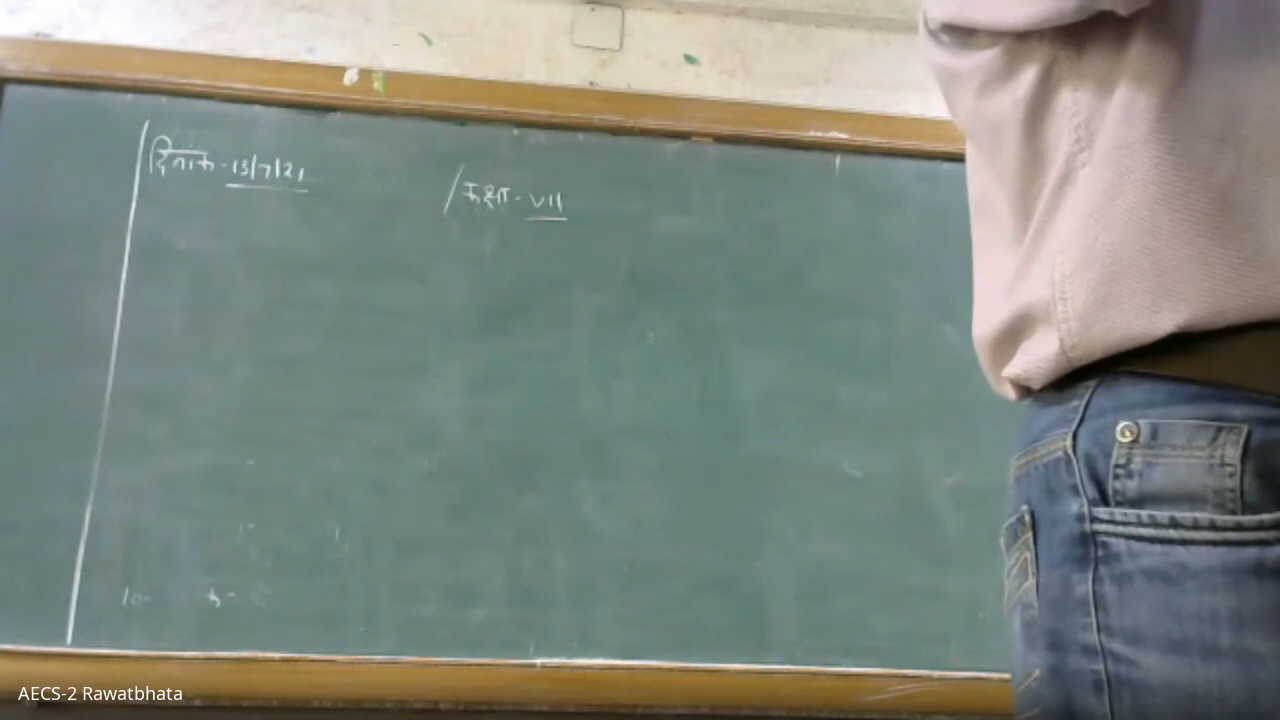 दिनांक - 13/7/21
/कक्षा - VII
AECS-2 Rawatbhata